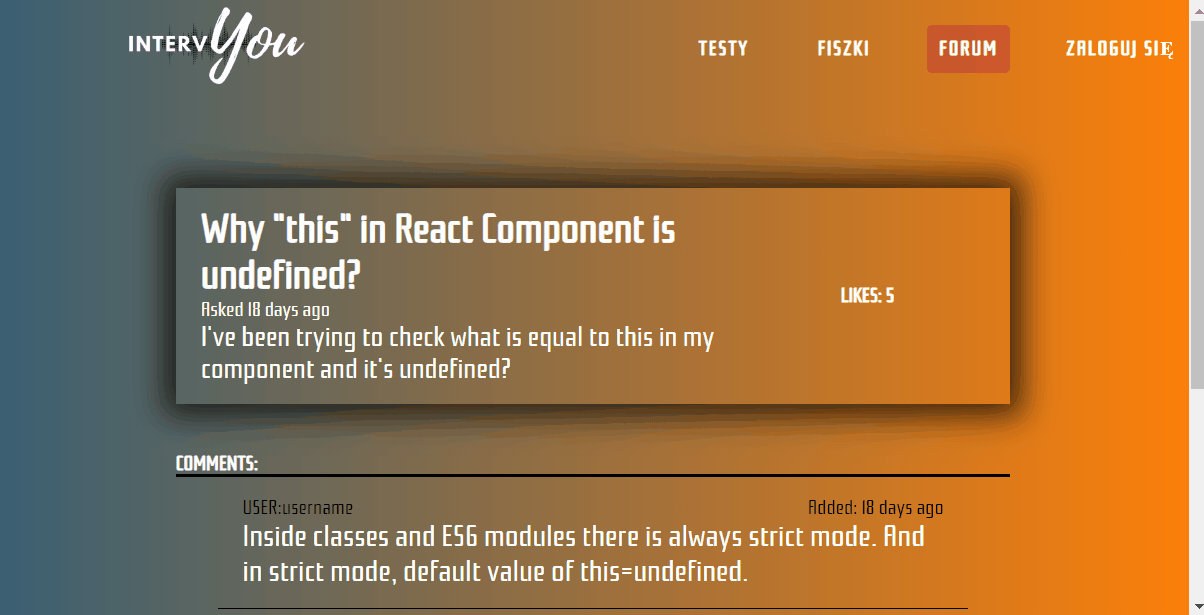 INTERVYou
TESTY FISZKI FORUM ZALOGUJ SIĘ
Why "this" in React Component is
undefined?
Asked 18 days ago
I've been trying to check what is equal to this in my
component and it's undefined?
LIKES: 5
COMMENTS:
USER:username Added: 18 days ago
Inside classes and ES6 modules there is always strict mode. And
in strict mode, default value of this=undefined.